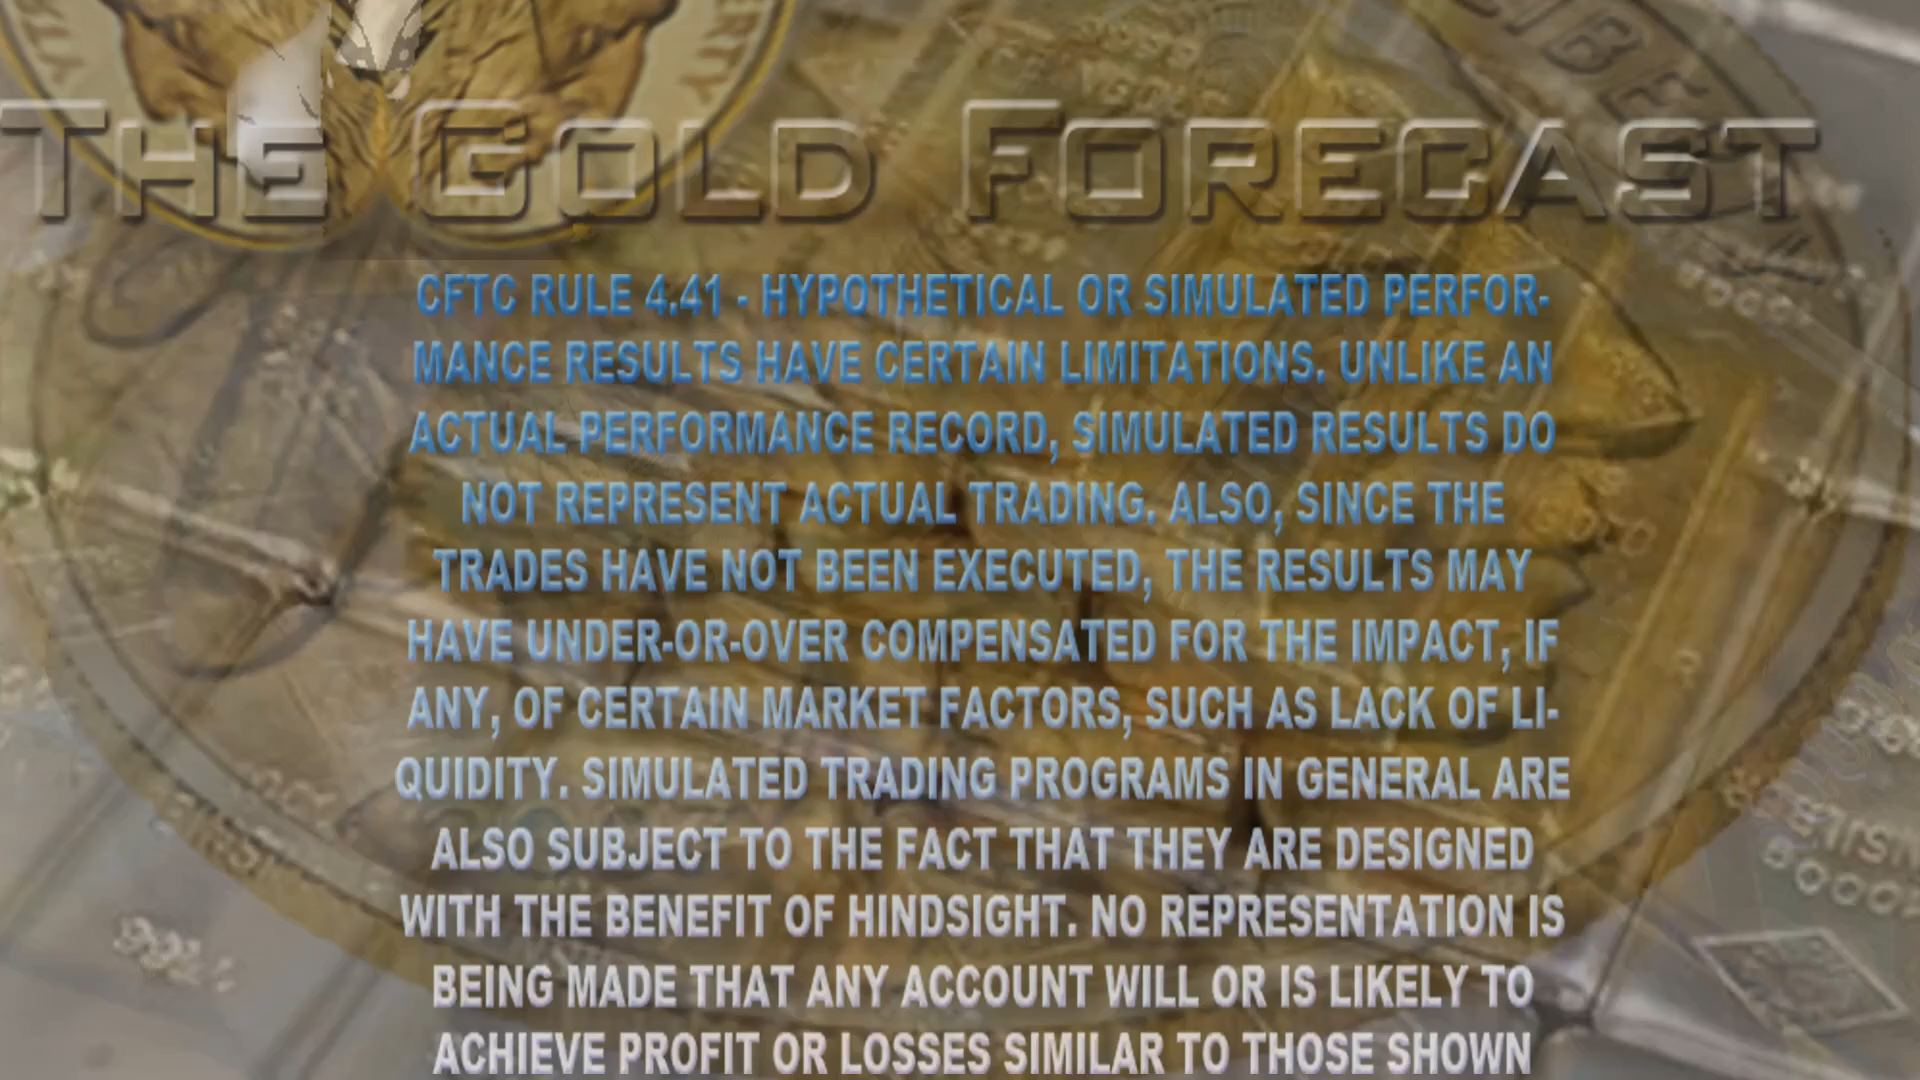 THE GOLD FORECAST
CFTC RULE 4.41 - HYPOTHETICAL OR SIMULATED PERFOR-
MANCE RESULTS HAVE CERTAIN LIMITATIONS. UNLIKE AN
ACTUAL PERFORMANCE RECORD, SIMULATED RESULTS DO
NOT REPRESENT ACTUAL TRADING. ALSO, SINCE THE
TRADES HAVE NOT BEEN EXECUTED, THE RESULTS MAY
HAVE UNDER-OR-OVER COMPENSATED FOR THE IMPACT, IF
ANY, OF CERTAIN MARKET FACTORS, SUCH AS LACK OF LI-
QUIDITY. SIMULATED TRADING PROGRAMS IN GENERAL ARE
ALSO SUBJECT TO THE FACT THAT THEY ARE DESIGNED
WITH THE BENEFIT OF HINDSIGHT. NO REPRESENTATION IS
BEING MADE THAT ANY ACCOUNT WILL OR IS LIKELY TO
ACHIEVE PROFIT OR LOSSES SIMILAR TO THOSE SHOWN